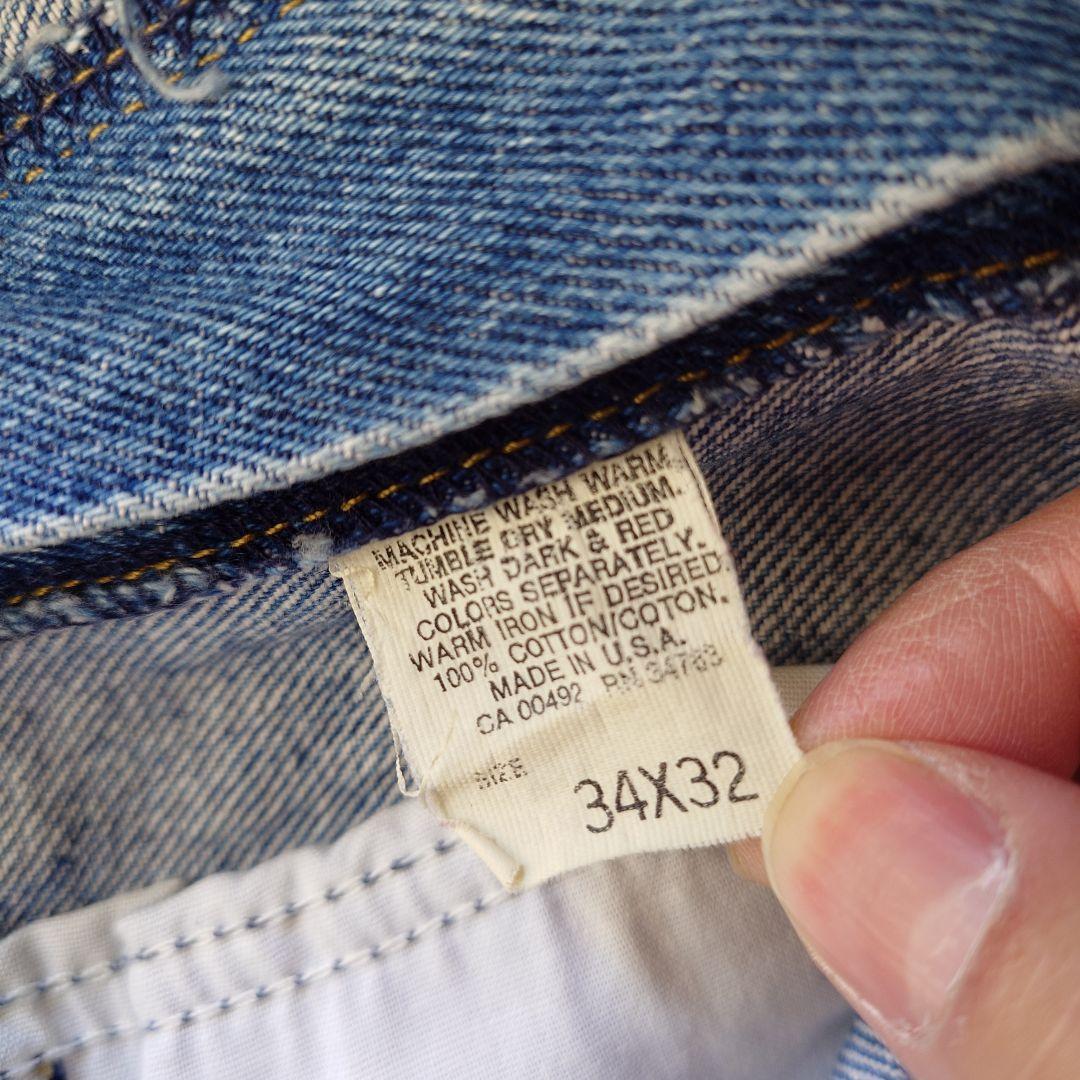 MACHINE WASH WARM.
TUMBLE DRY MEDIUM.
WASH DARK & RED
COLORS SEPARATELY.
WARM IRON IF DESIRED.
100% COTTON/COTON.
MADE IN U.S.A.
CA 00492 RN 34783
SIZE
34X32